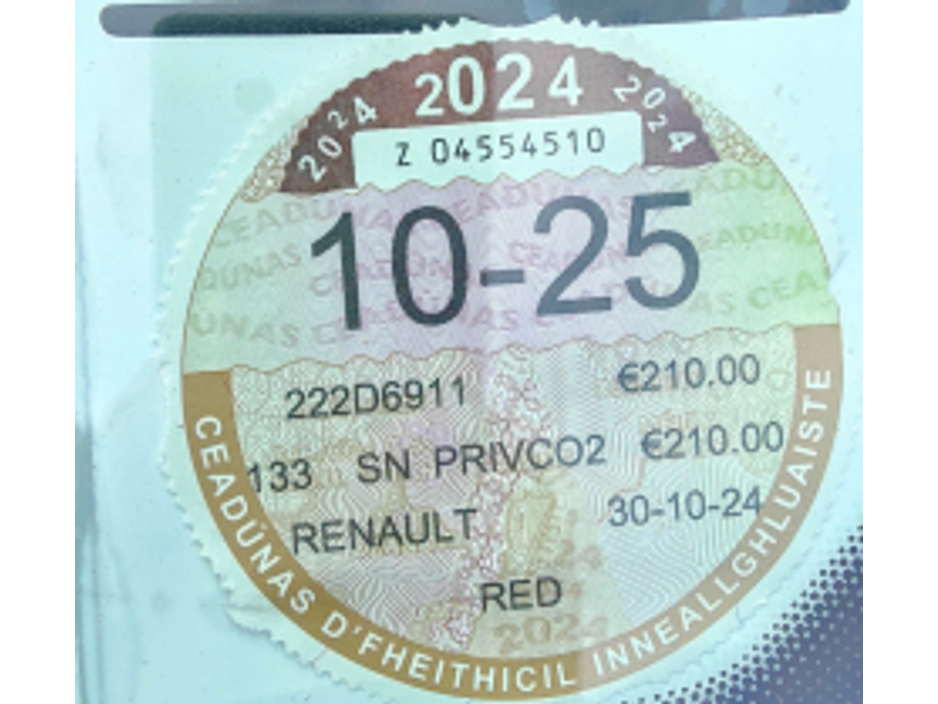 2024 2024 2024
Z 04554510
10-25
222D6911 €210.00
133 SN PRIVCO2 €210.00
RENAULT 30-10-24
RED
2024
CEADÚNAS D'FHEITHICIL INNEALLGHLUAISTE